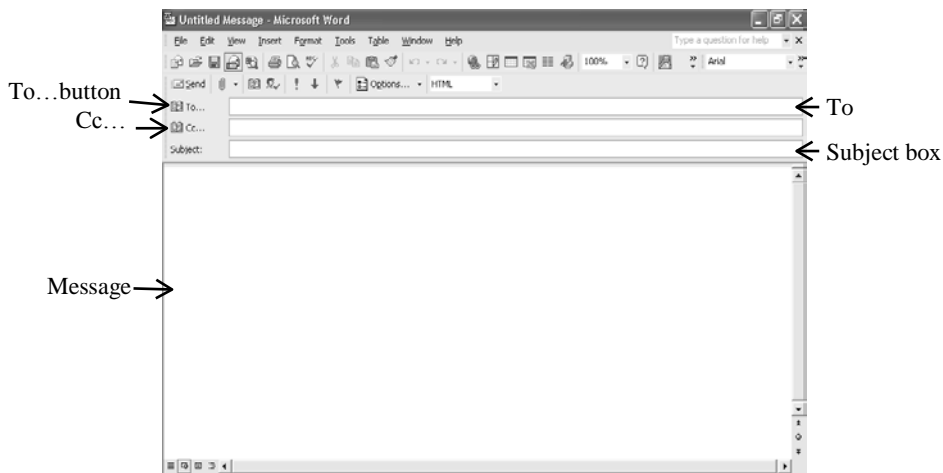 Untitled Message - Microsoft Word
File Edit View Insert Format Tools Table Window Help Type a question for help
100% Arial
Send Options... HTML
To…button
To...
To
Cc…
Cc...
Subject:
Subject box
Message